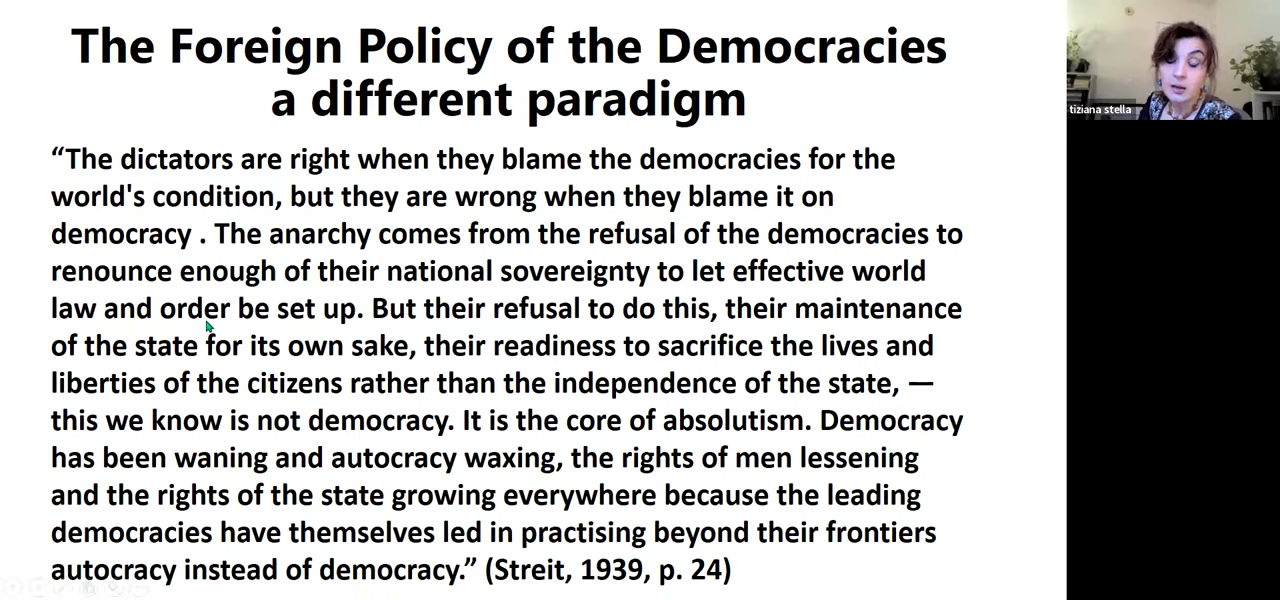 The Foreign Policy of the Democracies
a different paradigm
“The dictators are right when they blame the democracies for the
world's condition, but they are wrong when they blame it on
democracy . The anarchy comes from the refusal of the democracies to
renounce enough of their national sovereignty to let effective world
law and order be set up. But their refusal to do this, their maintenance
of the state for its own sake, their readiness to sacrifice the lives and
liberties of the citizens rather than the independence of the state, —
this we know is not democracy. It is the core of absolutism. Democracy
has been waning and autocracy waxing, the rights of men lessening
and the rights of the state growing everywhere because the leading
democracies have themselves led in practising beyond their frontiers
autocracy instead of democracy.” (Streit, 1939, p. 24)
tiziana stella